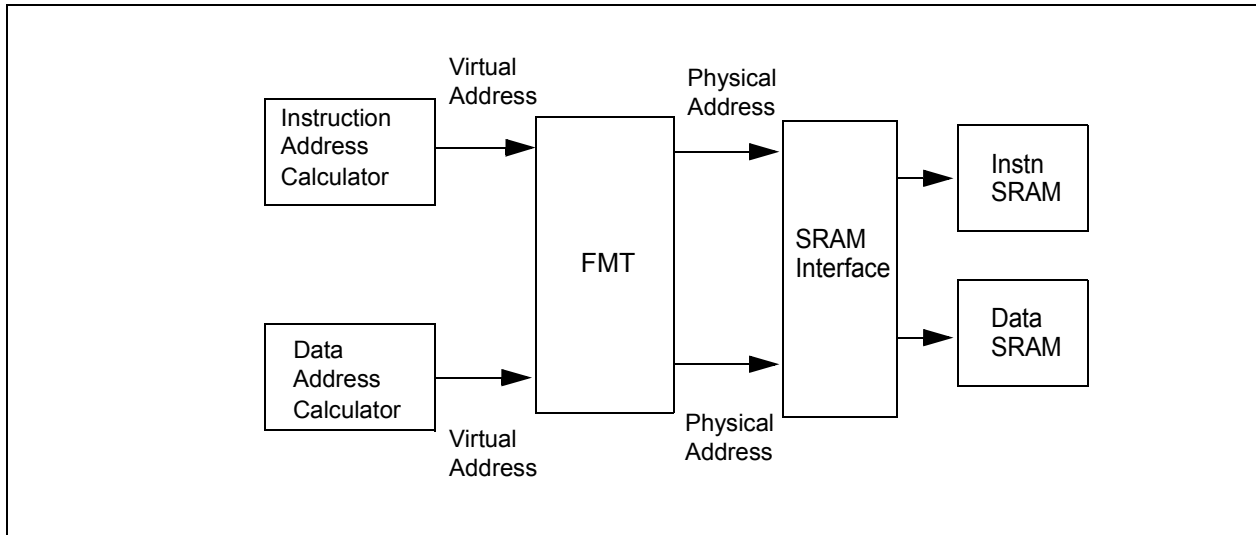 Virtual
Address
Physical
Address
Instruction
Address
Calculator
FMT
SRAM
Interface
Instn
SRAM
Data
Address
Calculator
Data
SRAM
Virtual
Address
Physical
Address